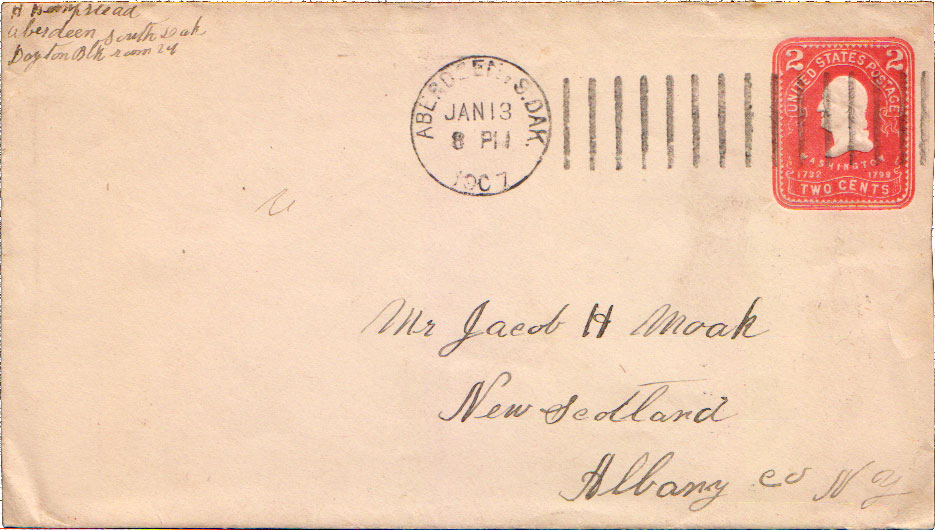 H Hempstead
Aberdeen South Dak
Dayton Blk room 24
ABERDEEN, S.DAK.
JAN 13
8 PM
1907
2 2
UNITED STATES POSTAGE
WASHINGTON
1732 1799
TWO CENTS
Mr Jacob H Moak
New Scotland
Albany co N Y